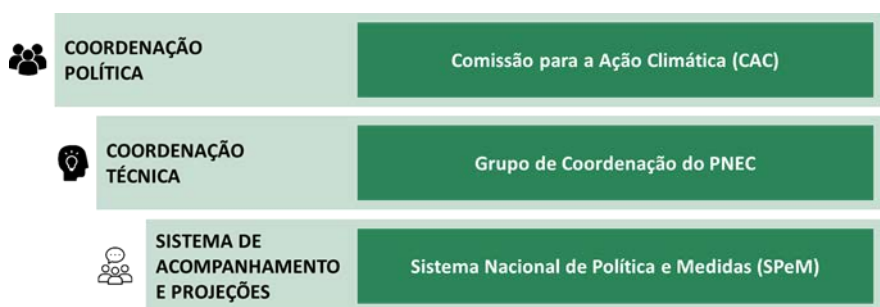 COORDENAÇÃO
POLÍTICA
Comissão para a Ação Climática (CAC)
COORDENAÇÃO
TÉCNICA
Grupo de Coordenação do PNEC
SISTEMA DE
ACOMPANHAMENTO
E PROJEÇÕES
Sistema Nacional de Política e Medidas (SPeM)